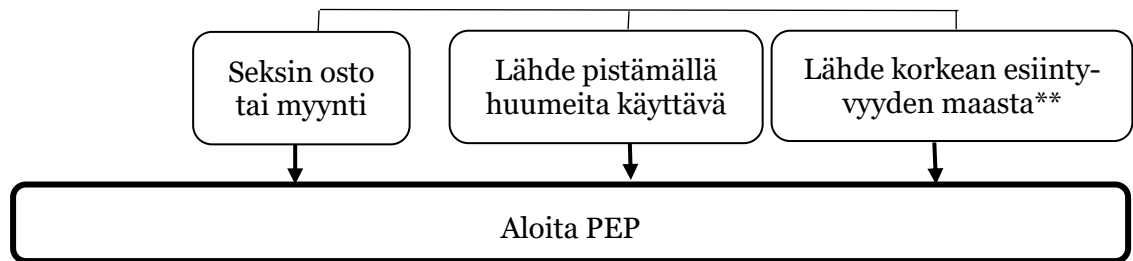 Seksin osto
tai myynti
Lähde pistämällä
huumeita käyttävä
Lähde korkean esiinty-
vyyden maasta**
Aloita PEP